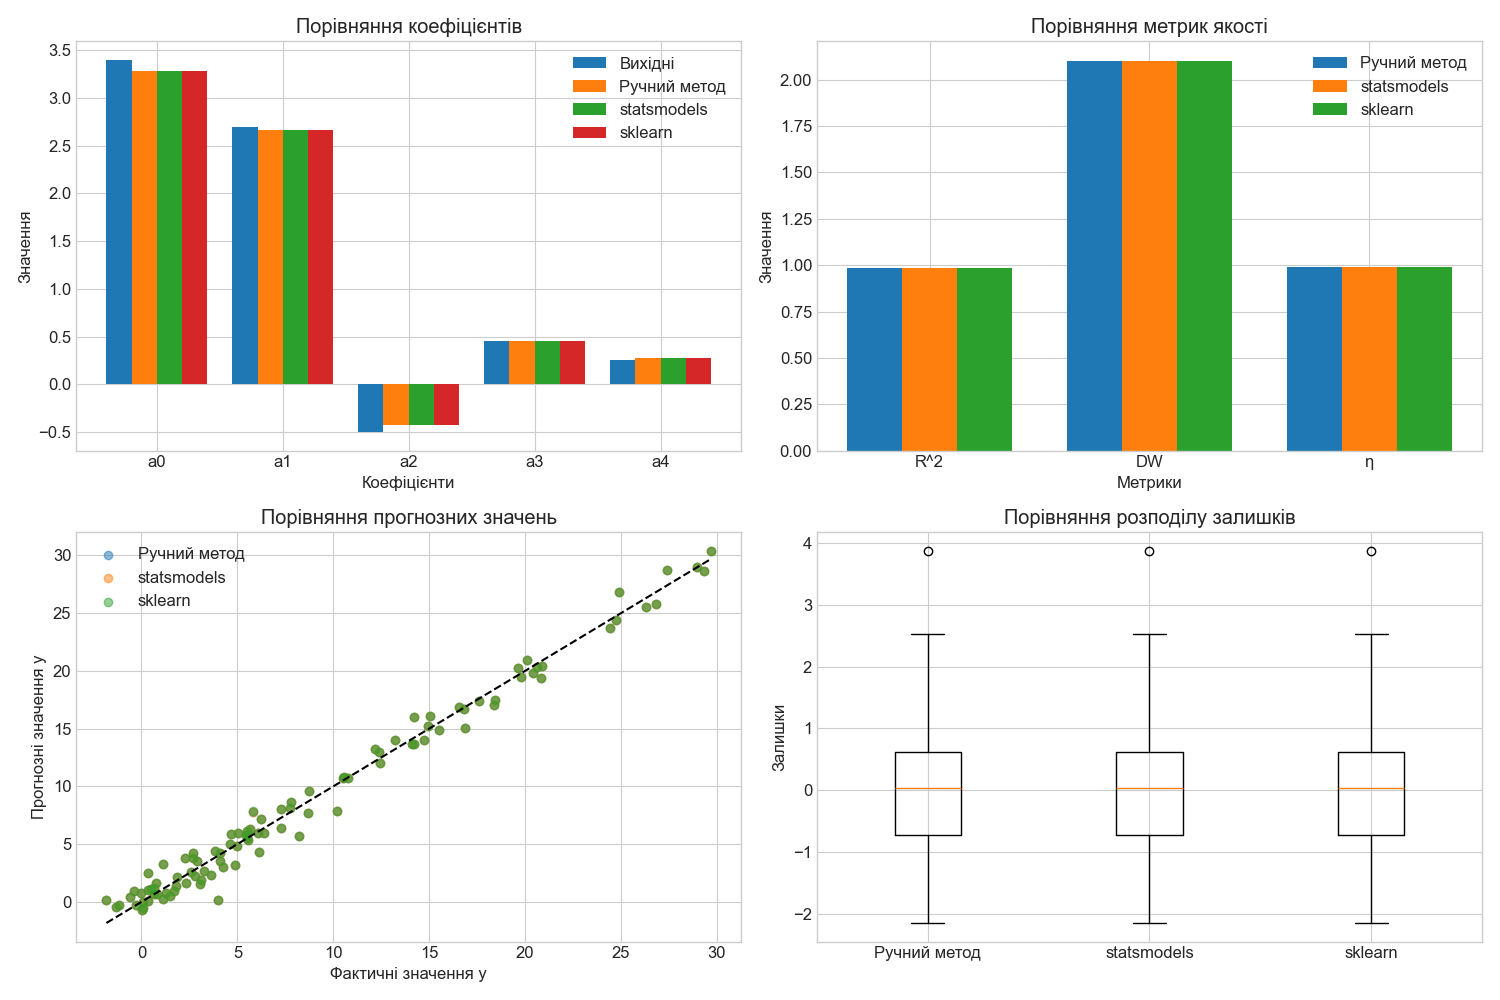 Порівняння коефіцієнтів
3.5
3.0
2.5
2.0
1.5
1.0
0.5
0.0
−0.5
Значення
Вихідні
Ручний метод
statsmodels
sklearn
a0 a1 a2 a3 a4
Коефіцієнти
Порівняння метрик якості
2.00
1.75
1.50
1.25
1.00
0.75
0.50
0.25
0.00
Значення
Ручний метод
statsmodels
sklearn
R^2 DW η
Метрики
Порівняння прогнозних значень
30
25
20
15
10
5
0
Прогнозні значення y
Ручний метод
statsmodels
sklearn
0 5 10 15 20 25 30
Фактичні значення y
Порівняння розподілу залишків
4
3
2
1
0
−1
−2
Залишки
Ручний метод statsmodels sklearn